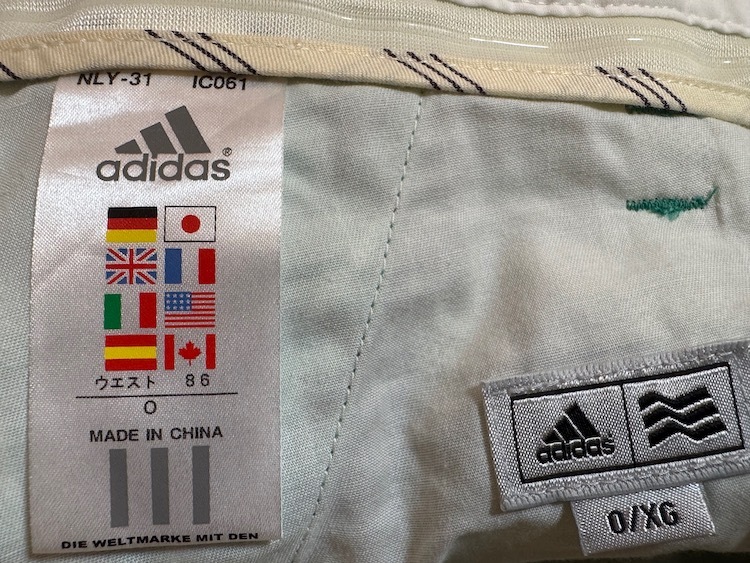 NLY-31 IC061
adidas®
ウエスト 86
O
MADE IN CHINA
DIE WELTMARKE MIT DEN
adidas
O/XG